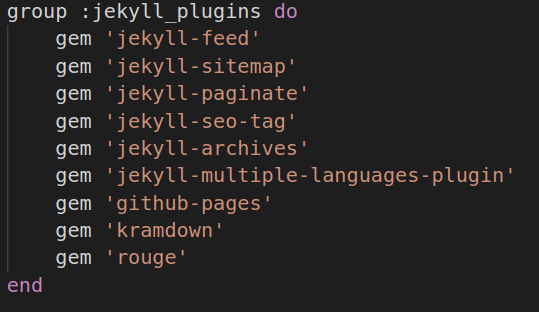 group :jekyll_plugins do
    gem 'jekyll-feed'
    gem 'jekyll-sitemap'
    gem 'jekyll-paginate'
    gem 'jekyll-seo-tag'
    gem 'jekyll-archives'
    gem 'jekyll-multiple-languages-plugin'
    gem 'github-pages'
    gem 'kramdown'
    gem 'rouge'
end